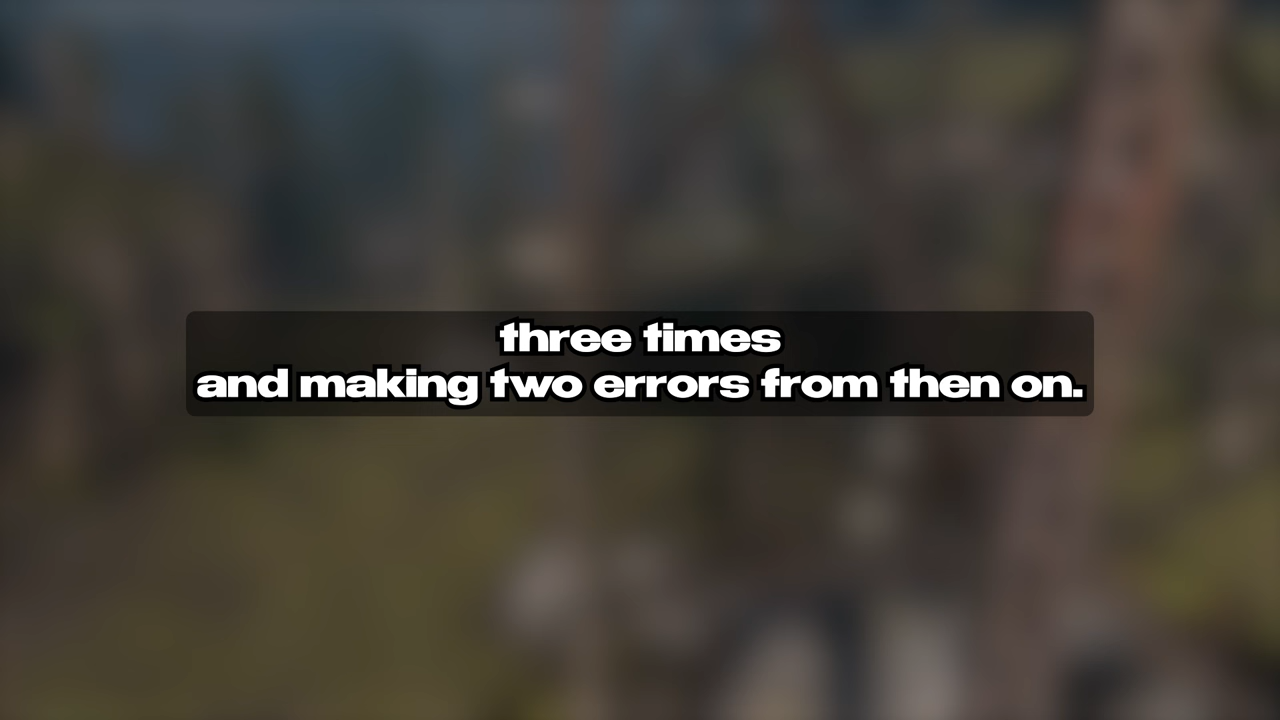 three times
and making two errors from then on.